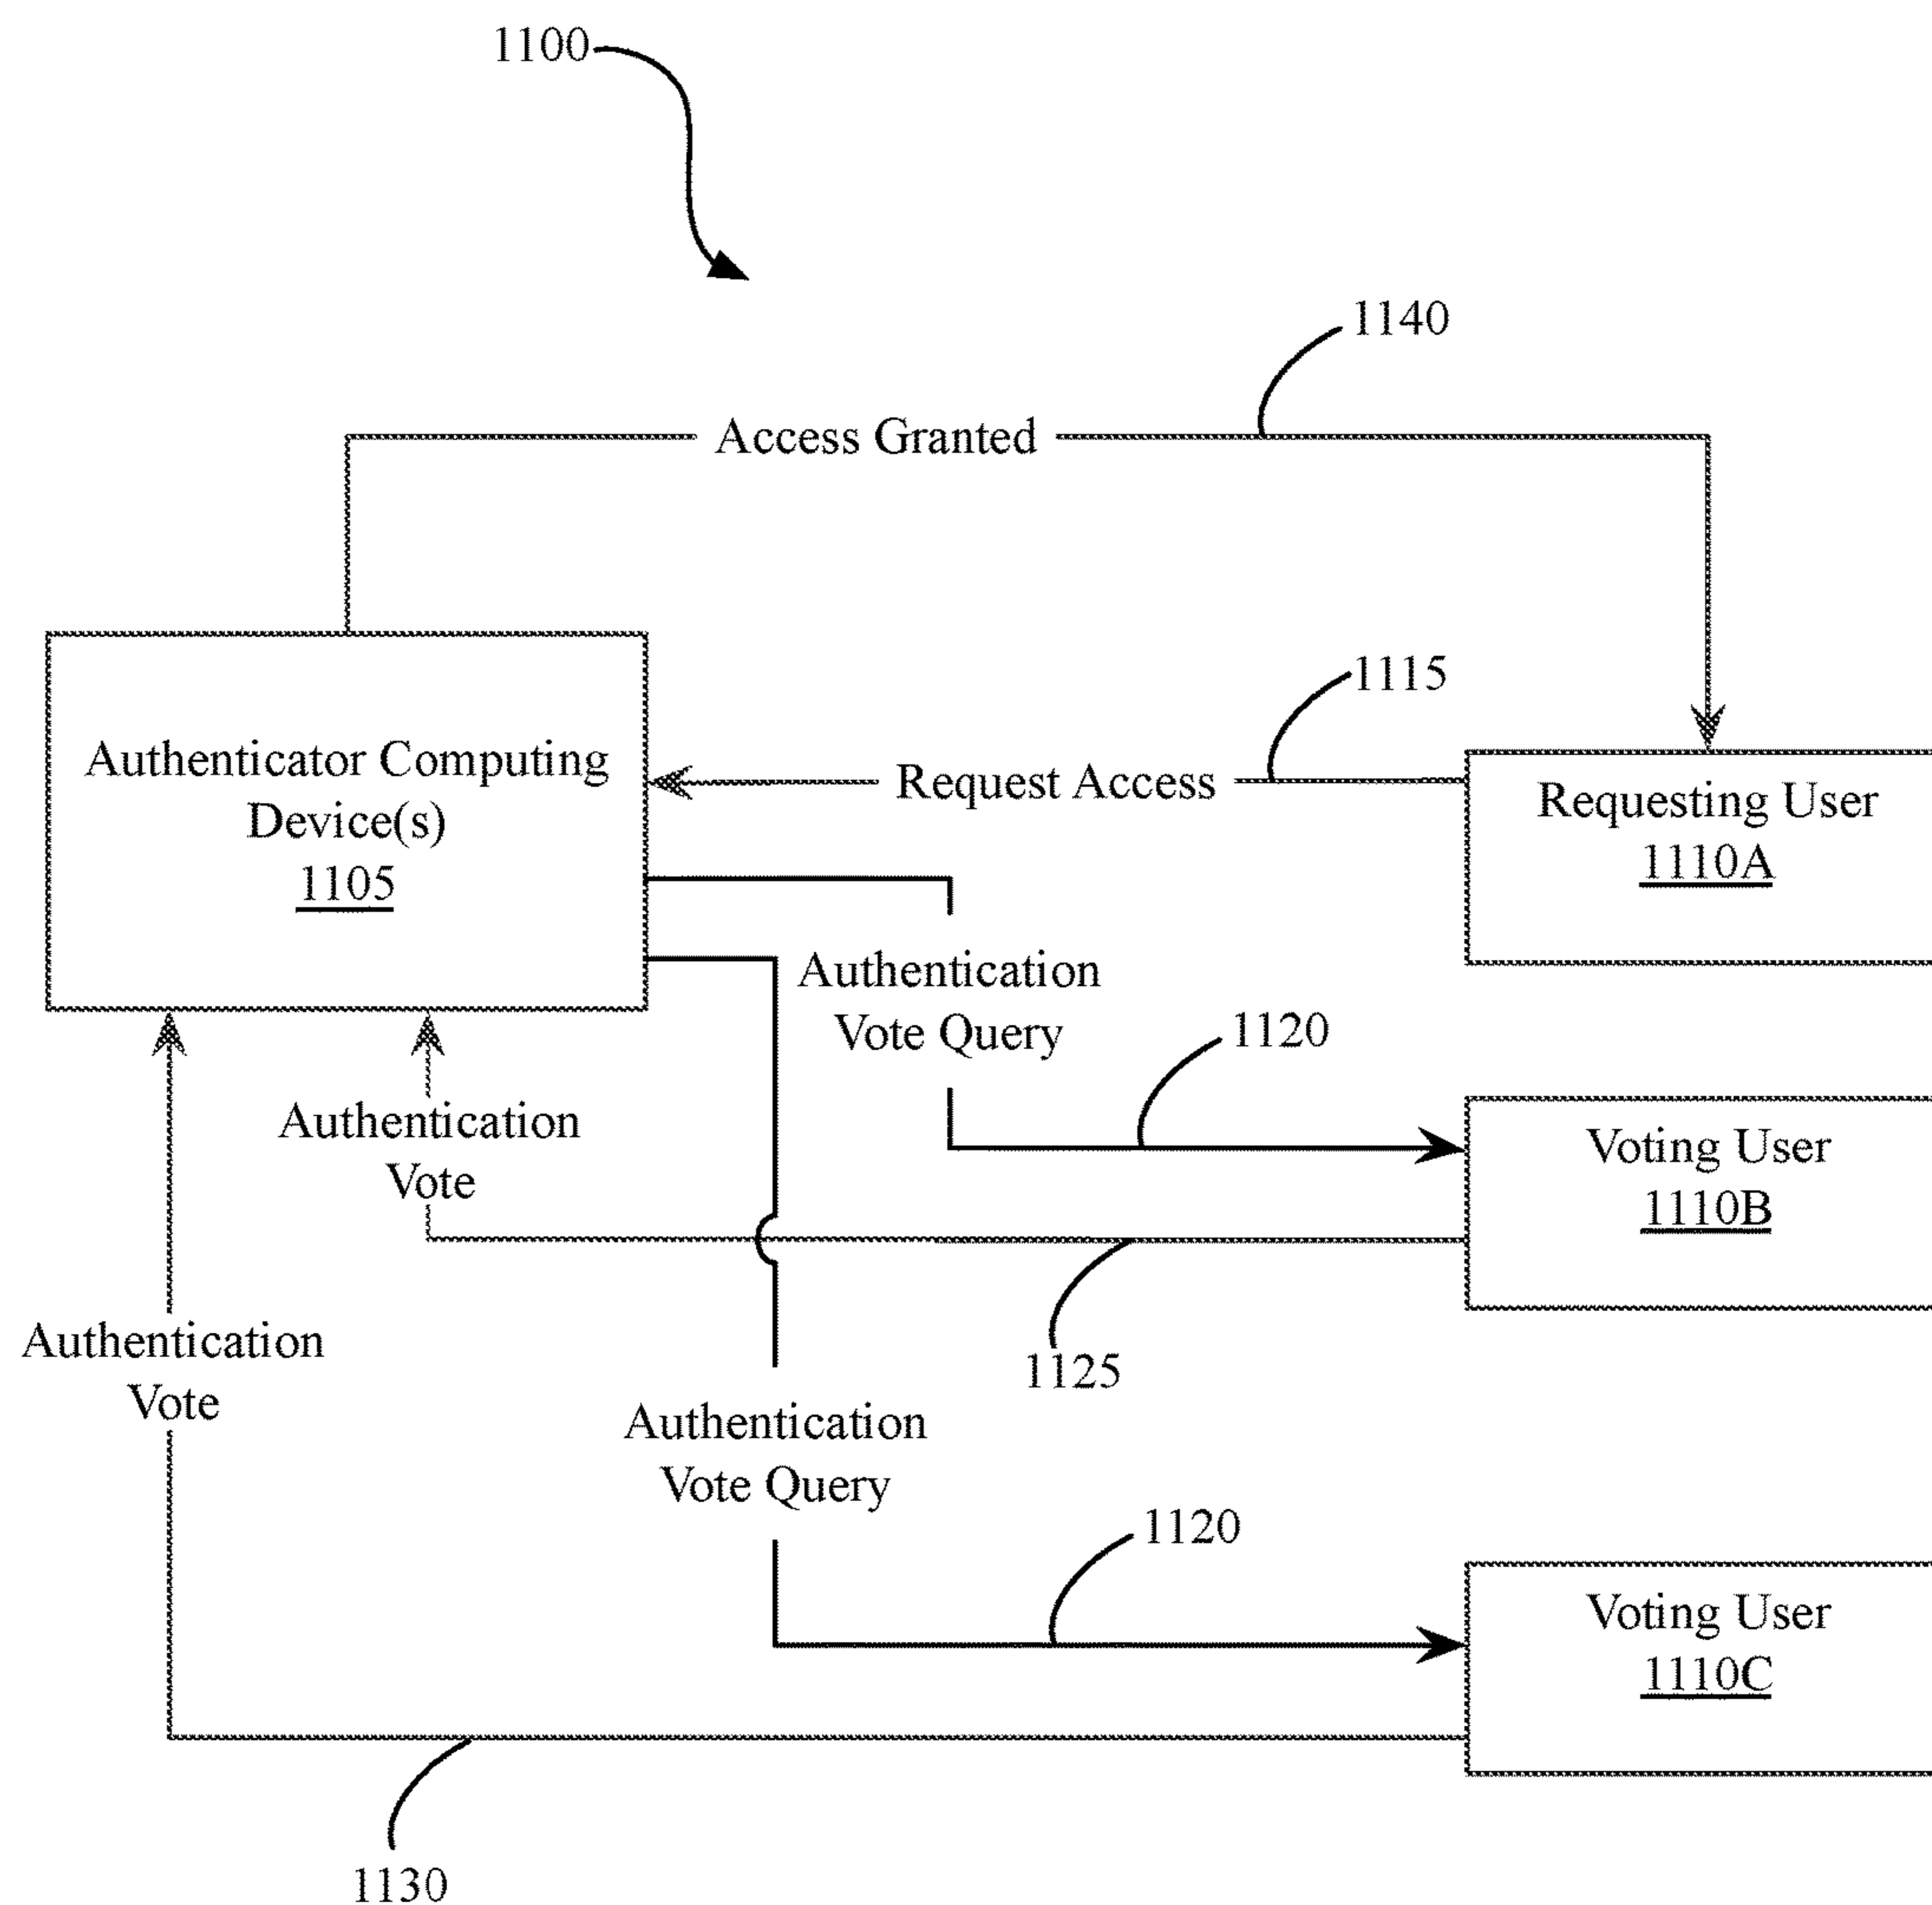 1100
1140
Access Granted
1115
Authenticator Computing
Device(s)
1105
Request Access
Requesting User
1110A
Authentication
Vote Query
1120
Authentication
Vote
Voting User
1110B
1125
Authentication
Vote
Authentication
Vote Query
1120
Voting User
1110C
1130